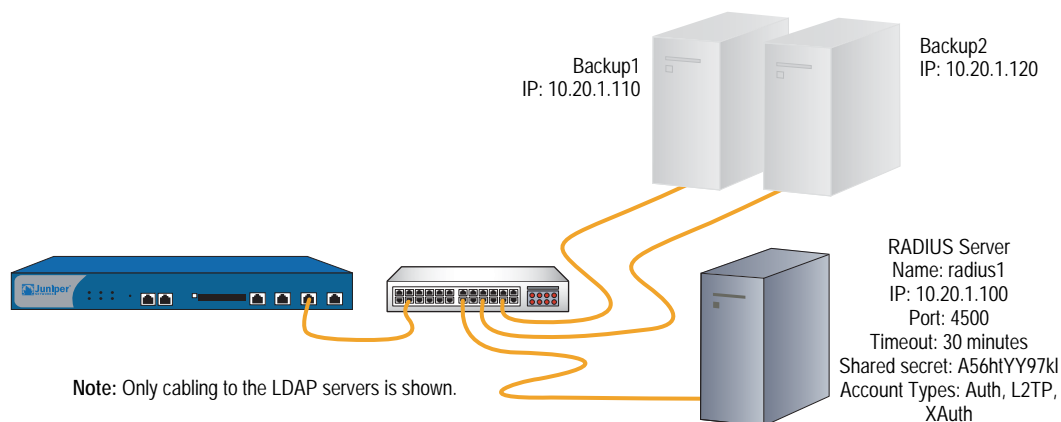 Backup1
IP: 10.20.1.110
Backup2
IP: 10.20.1.120
Juniper
RADIUS Server
Name: radius1
IP: 10.20.1.100
Port: 4500
Timeout: 30 minutes
Shared secret: A56htYY97kl
Account Types: Auth, L2TP,
XAuth
Note: Only cabling to the LDAP servers is shown.